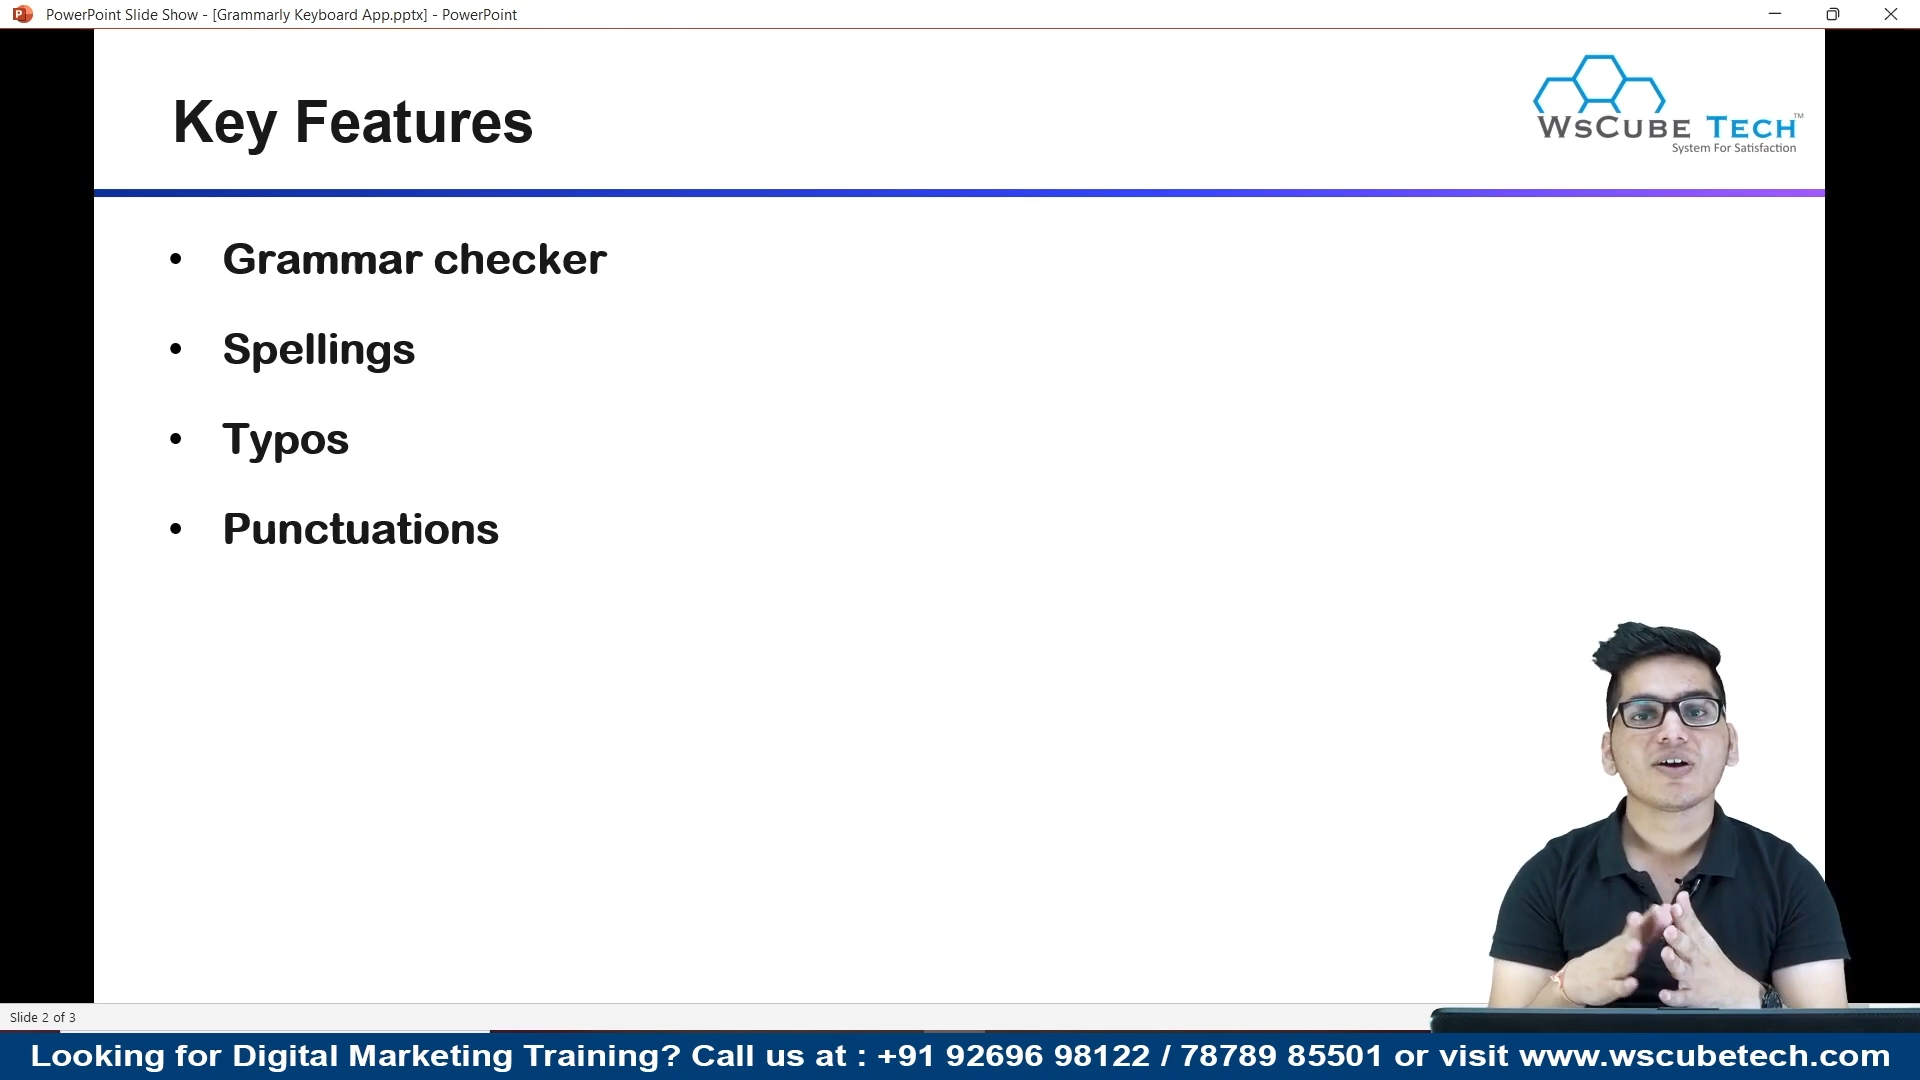 PowerPoint Slide Show - [Grammarly Keyboard App.pptx] - PowerPoint
Key Features
WSCUBE TECH™
System For Satisfaction
• Grammar checker
• Spellings
• Typos
• Punctuations
Slide 2 of 3
Looking for Digital Marketing Training? Call us at : +91 92696 98122 / 78789 85501 or visit www.wscubetech.com